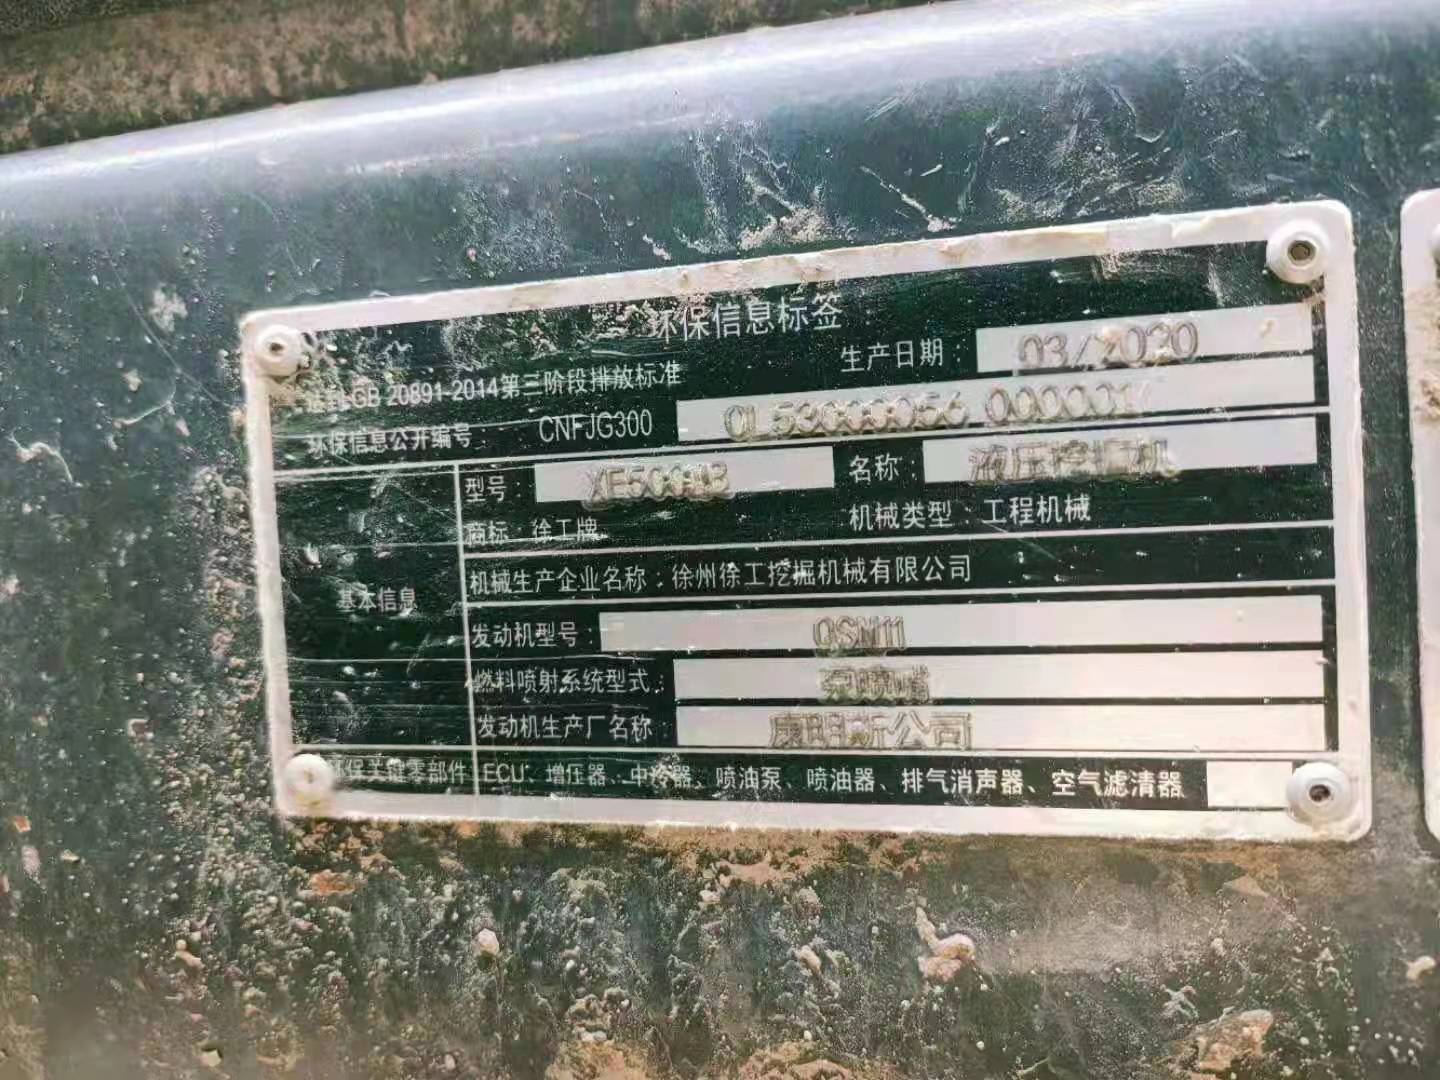 环保信息标签
达到GB 20891-2014第三阶段排放标准
生产日期：03/2020
环保信息公开编号 CNFJG300
基本信息
型号：
名称：液压挖掘机
商标：徐工牌
机械类型：工程机械
机械生产企业名称：徐州徐工挖掘机械有限公司
发动机型号：QSM11
燃料喷射系统型式：泵喷嘴
发动机生产厂名称：康明斯公司
环保关键零部件 ECU、增压器、中冷器、喷油泵、喷油器、排气消声器、空气滤清器